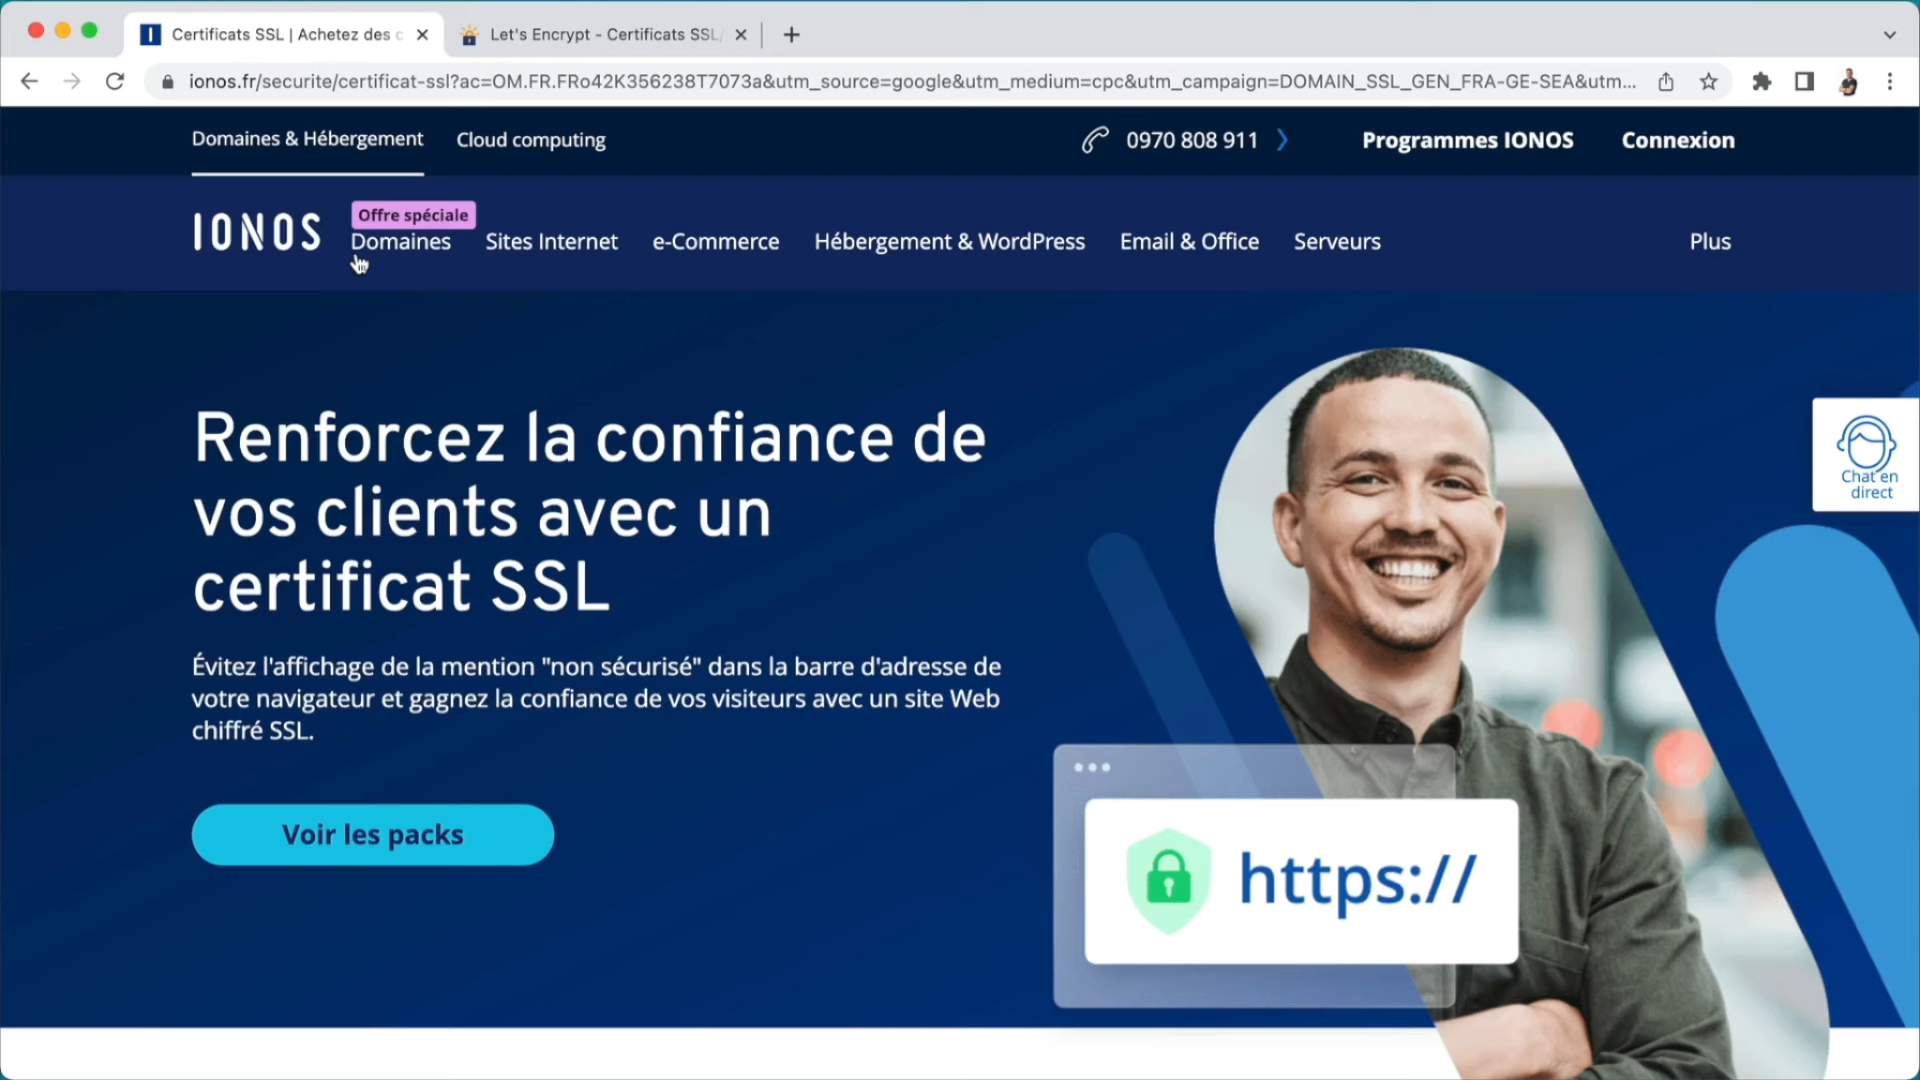 Certificats SSL | Achetez des c
Let's Encrypt - Certificats SSL/
ionos.fr/securite/certificat-ssl?ac=OM.FR.FRo42K356238T7073a&utm_source=google&utm_medium=cpc&utm_campaign=DOMAIN_SSL_GEN_FRA-GE-SEA&utm...
Domaines & Hébergement
Cloud computing
0970 808 911
Programmes IONOS
Connexion
IONOS
Offre spéciale
Domaines
Sites Internet
e-Commerce
Hébergement & WordPress
Email & Office
Serveurs
Plus
Renforcez la confiance de
vos clients avec un
certificat SSL
Évitez l'affichage de la mention "non sécurisé" dans la barre d'adresse de
votre navigateur et gagnez la confiance de vos visiteurs avec un site Web
chiffré SSL.
Voir les packs
https://
Chat en
direct